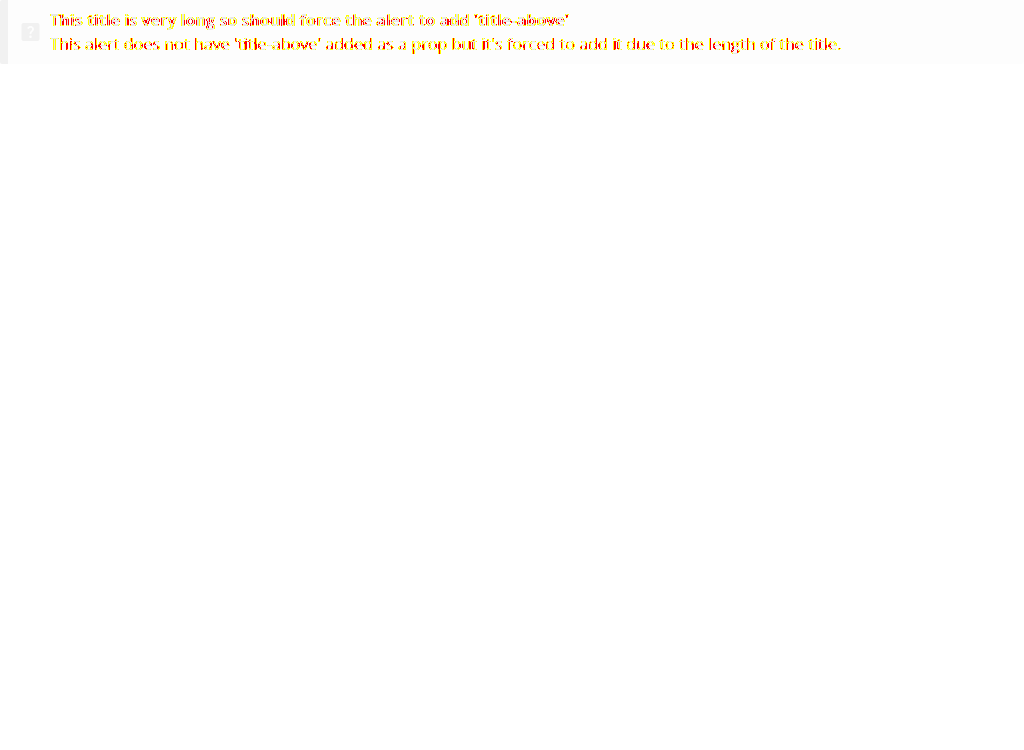 This title is very long so should force the alert to add 'title-above'
This alert does not have 'title-above' added as a prop but it's forced to add it due to the length of the title.